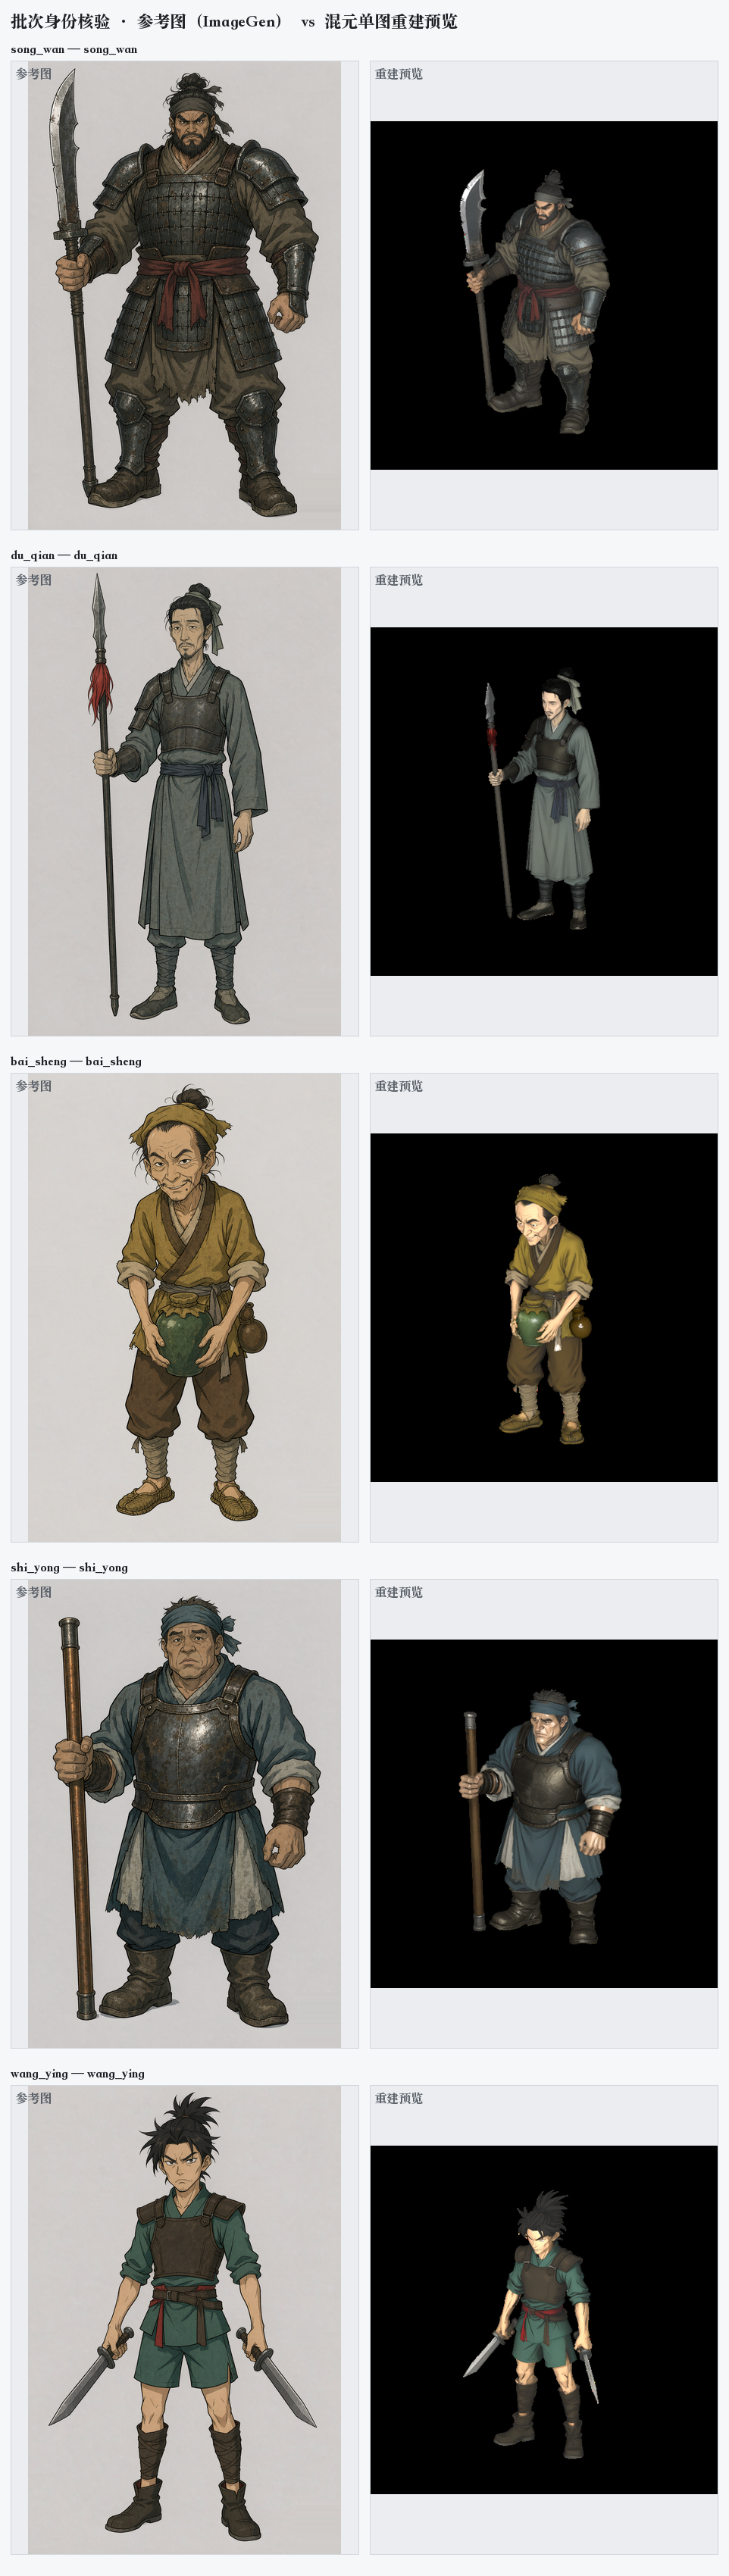 批次身份核验 · 参考图（ImageGen） vs 混元单图重建预览
song_wan — song_wan
参考图
重建预览
du_qian — du_qian
参考图
重建预览
bai_sheng — bai_sheng
参考图
重建预览
shi_yong — shi_yong
参考图
重建预览
wang_ying — wang_ying
参考图
重建预览